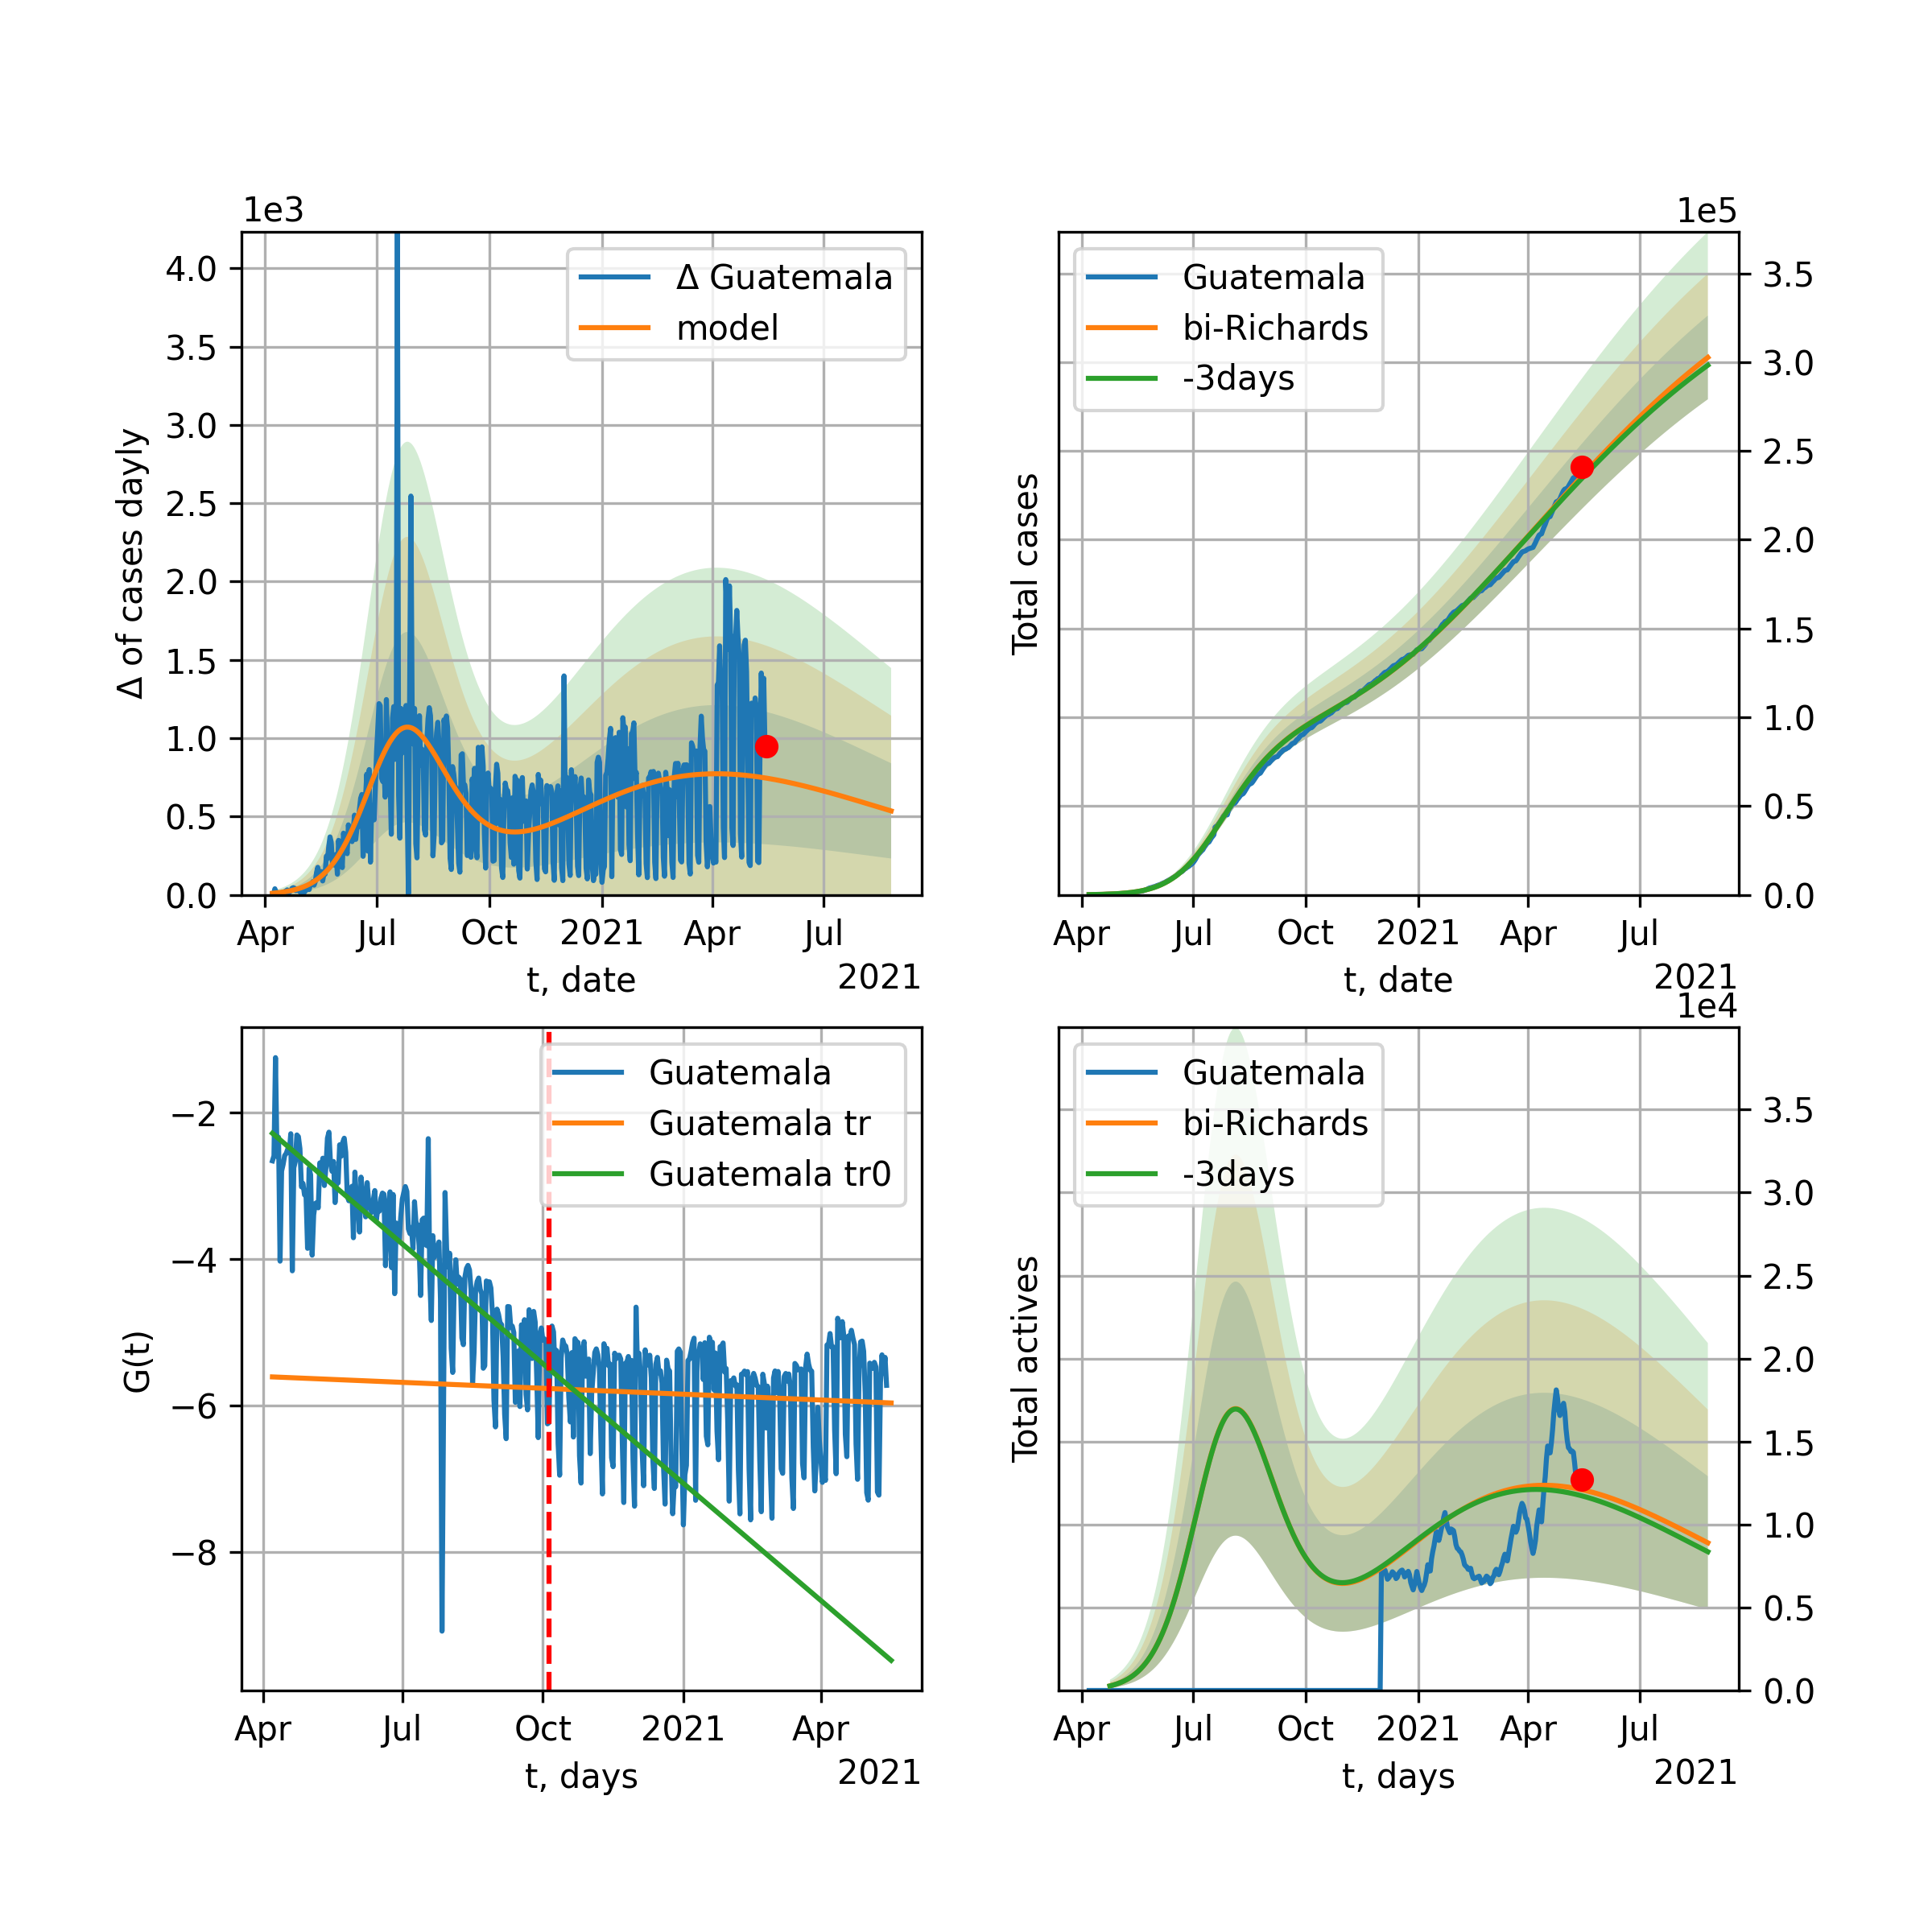 1e3
4.0
3.5
3.0
2.5
2.0
1.5
1.0
0.5
0.0
Δ of cases dayly
Δ Guatemala
model
Apr Jul Oct 2021 Apr Jul
t, date
2021
1e5
Guatemala
bi-Richards
-3days
Total cases
3.5
3.0
2.5
2.0
1.5
1.0
0.5
0.0
Apr Jul Oct 2021 Apr Jul
t, date
2021
G(t)
−2
−4
−6
−8
Guatemala
Guatemala tr
Guatemala tr0
Apr Jul Oct 2021 Apr
t, days
2021
1e4
Guatemala
bi-Richards
-3days
Total actives
3.5
3.0
2.5
2.0
1.5
1.0
0.5
0.0
Apr Jul Oct 2021 Apr Jul
t, days
2021